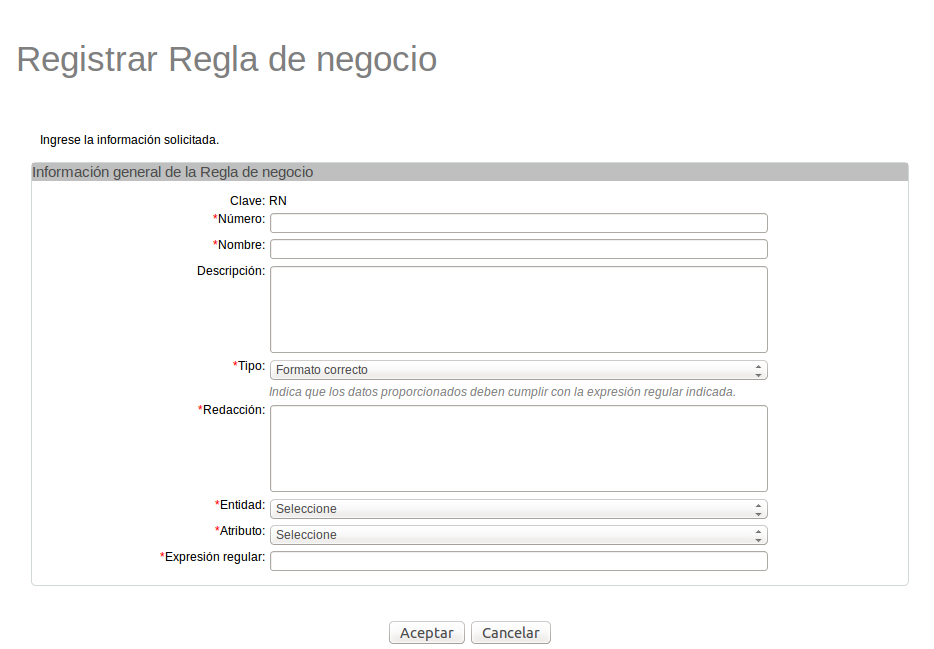 Registrar Regla de negocio
Ingrese la información solicitada.
Información general de la Regla de negocio
Clave: RN
*Número:
*Nombre:
Descripción:
*Tipo: Formato correcto
Indica que los datos proporcionados deben cumplir con la expresión regular indicada.
*Redacción:
*Entidad: Seleccione
*Atributo: Seleccione
*Expresión regular:
Aceptar Cancelar